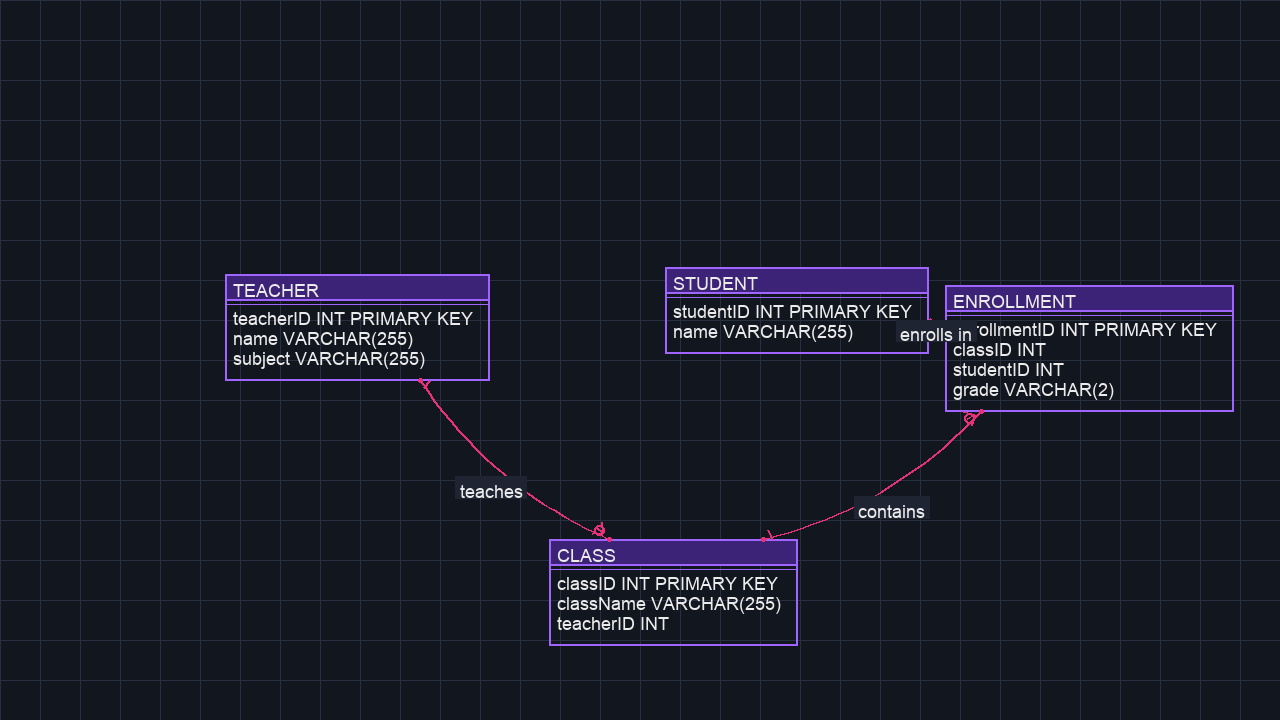 TEACHER
teacherID INT PRIMARY KEY
name VARCHAR(255)
subject VARCHAR(255)
STUDENT
studentID INT PRIMARY KEY
name VARCHAR(255)
enrolls in
ENROLLMENT
ollmentID INT PRIMARY KEY
classID INT
studentID INT
grade VARCHAR(2)
teaches
contains
CLASS
classID INT PRIMARY KEY
className VARCHAR(255)
teacherID INT